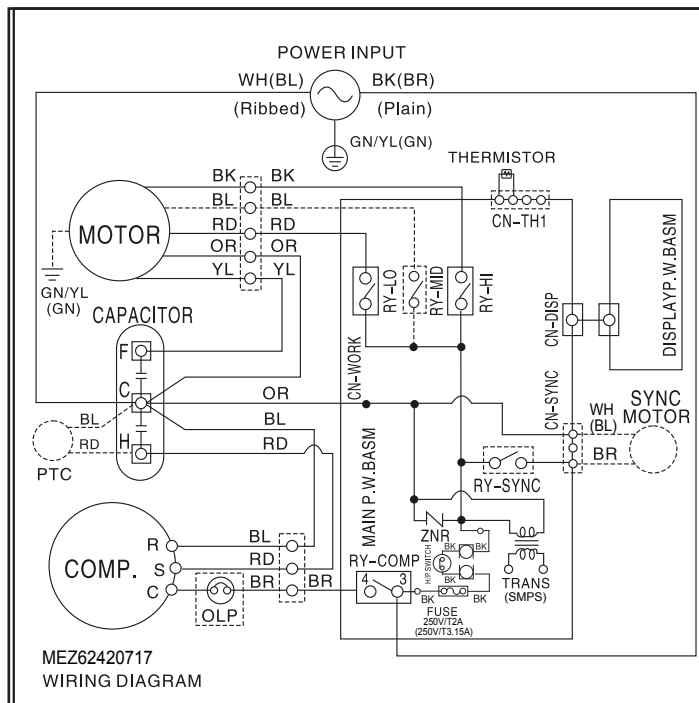 POWER INPUT
WH(BL) BK(BR)
(Ribbed) (Plain)
GN/YL(GN)
THERMISTOR
CN-TH1
MOTOR
BK BK
BL BL
RD RD
OR OR
YL YL
GN/YL
(GN)
RY-LO
RY-MID
RY-HI
CN-DISP
DISPLAYP.W.BASM
CAPACITOR
F
C
H
CN-WORK
OR
BL
RD
BL
RD
PTC
CN-SYNC
WH
(BL)
BR
SYNC
MOTOR
RY-SYNC
MAIN P.W.BASM
ZNR
COMP.
R
S
C
BL
RD
BR BR
OLP
RY-COMP
4 3
H/P SWITCH
BK BK
BK BK
FUSE
250V/T2A
(250V/T3.15A)
TRANS
(SMPS)
MEZ62420717
WIRING DIAGRAM